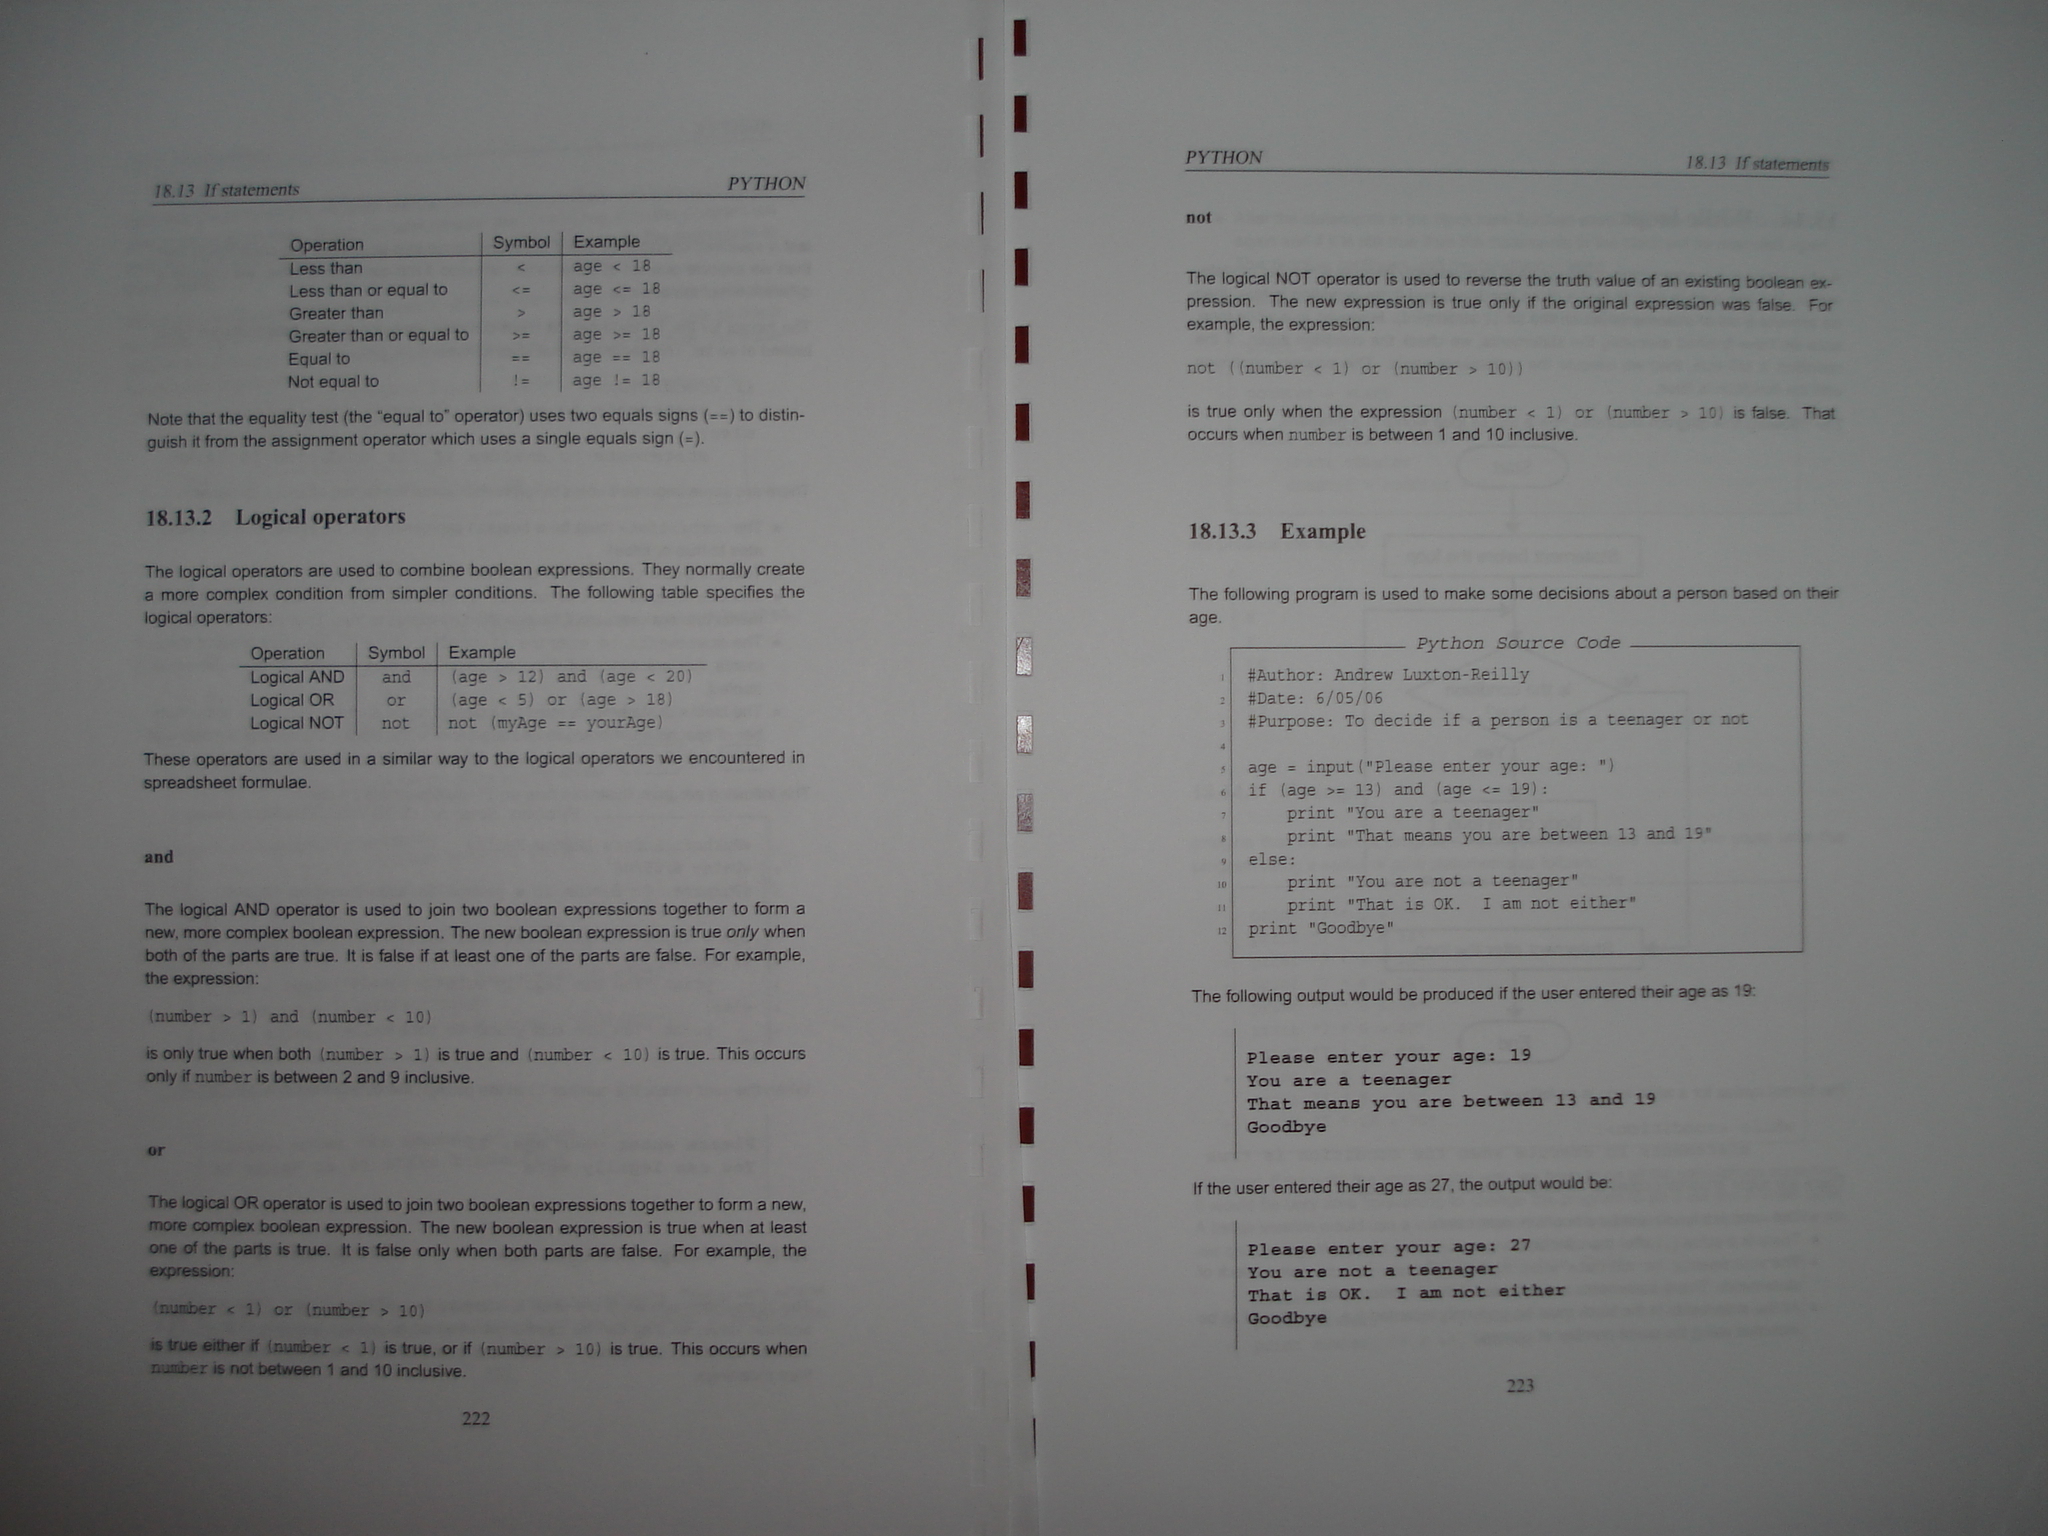 18.13 If statements PYTHON
Operation Symbol Example
Less than < age < 18
Less than or equal to <= age <= 18
Greater than > age > 18
Greater than or equal to >= age >= 18
Equal to == age == 18
Not equal to != age != 18
Note that the equality test (the "equal to" operator) uses two equals signs (==) to distin-
guish it from the assignment operator which uses a single equals sign (=).
18.13.2 Logical operators
The logical operators are used to combine boolean expressions. They normally create
a more complex condition from simpler conditions. The following table specifies the
logical operators:
Operation Symbol Example
Logical AND and (age > 12) and (age < 20)
Logical OR or (age < 5) or (age > 18)
Logical NOT not not (myAge == yourAge)
These operators are used in a similar way to the logical operators we encountered in
spreadsheet formulae.
and
The logical AND operator is used to join two boolean expressions together to form a
new, more complex boolean expression. The new boolean expression is true only when
both of the parts are true. It is false if at least one of the parts are false. For example,
the expression:
(number > 1) and (number < 10)
is only true when both (number > 1) is true and (number < 10) is true. This occurs
only if number is between 2 and 9 inclusive.
or
The logical OR operator is used to join two boolean expressions together to form a new,
more complex boolean expression. The new boolean expression is true when at least
one of the parts is true. It is false only when both parts are false. For example, the
expression:
(number < 1) or (number > 10)
is true either if (number < 1) is true, or if (number > 10) is true. This occurs when
number is not between 1 and 10 inclusive.
222
PYTHON 18.13 If statements
not
The logical NOT operator is used to reverse the truth value of an existing boolean ex-
pression. The new expression is true only if the original expression was false. For
example, the expression:
not ((number < 1) or (number > 10))
is true only when the expression (number < 1) or (number > 10) is false. That
occurs when number is between 1 and 10 inclusive.
18.13.3 Example
The following program is used to make some decisions about a person based on their
age.
Python Source Code
1 #Author: Andrew Luxton-Reilly
2 #Date: 6/05/06
3 #Purpose: To decide if a person is a teenager or not
4
5 age = input("Please enter your age: ")
6 if (age >= 13) and (age <= 19):
7 print "You are a teenager"
8 print "That means you are between 13 and 19"
9 else:
10 print "You are not a teenager"
11 print "That is OK. I am not either"
12 print "Goodbye"
The following output would be produced if the user entered their age as 19:
Please enter your age: 19
You are a teenager
That means you are between 13 and 19
Goodbye
If the user entered their age as 27, the output would be:
Please enter your age: 27
You are not a teenager
That is OK. I am not either
Goodbye
223